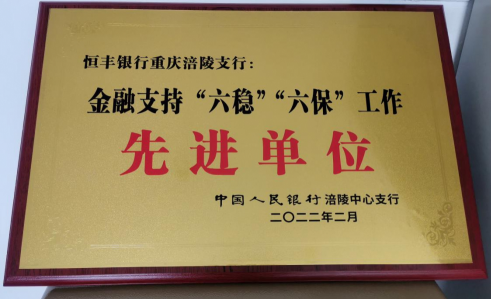 恒丰银行重庆涪陵支行：
金融支持“六稳”“六保”工作
先进单位
中国人民银行涪陵中心支行
二〇二二年二月